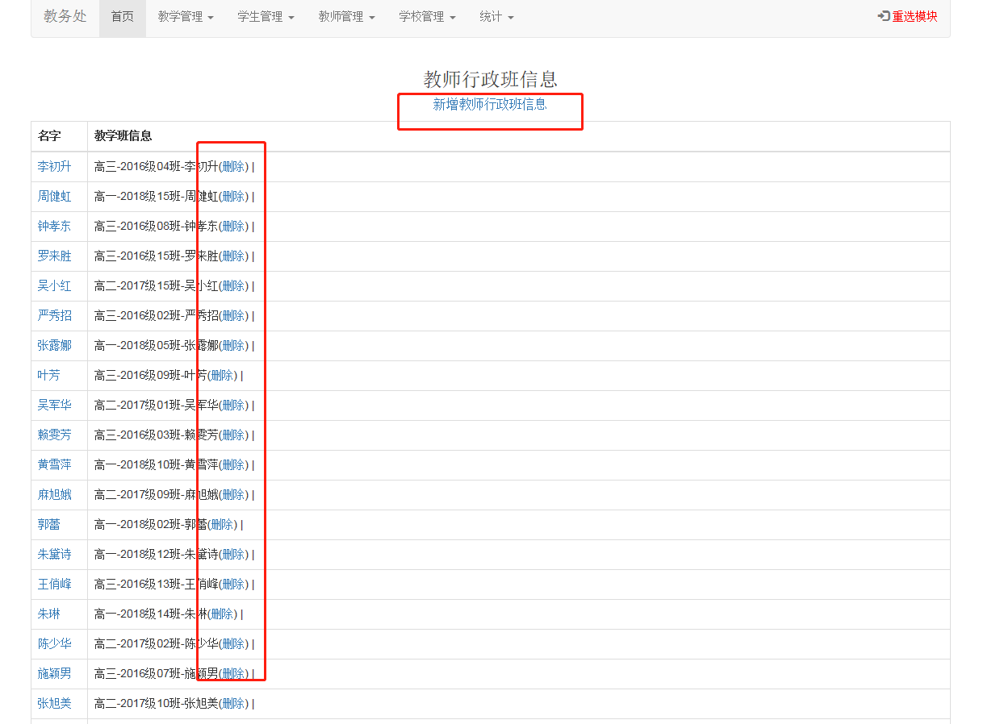 教务处 首页 教学管理 学生管理 教师管理 学校管理 统计 重选模块
教师行政班信息
新增教师行政班信息
名字 教学班信息
李初升 高三-2016级04班-李初升(删除) |
周健虹 高一-2018级15班-周健虹(删除) |
钟孝东 高三-2016级08班-钟孝东(删除) |
罗来胜 高三-2016级15班-罗来胜(删除) |
吴小红 高二-2017级15班-吴小红(删除) |
严秀招 高三-2016级02班-严秀招(删除) |
张露娜 高一-2018级05班-张露娜(删除) |
叶芳 高三-2016级09班-叶芳(删除) |
吴军华 高二-2017级01班-吴军华(删除) |
赖雯芳 高三-2016级03班-赖雯芳(删除) |
黄雪萍 高一-2018级10班-黄雪萍(删除) |
麻旭娥 高二-2017级09班-麻旭娥(删除) |
郭蕾 高一-2018级02班-郭蕾(删除) |
朱黛诗 高一-2018级12班-朱黛诗(删除) |
王俏峰 高三-2016级13班-王俏峰(删除) |
朱琳 高一-2018级14班-朱琳(删除) |
陈少华 高二-2017级02班-陈少华(删除) |
施颖男 高三-2016级07班-施颖男(删除) |
张旭美 高二-2017级10班-张旭美(删除) |